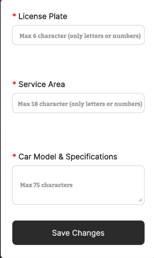 * License Plate
Max 6 character (only letters or numbers)
* Service Area
Max 18 character (only letters or numbers)
* Car Model & Specifications
Max 75 characters
Save Changes